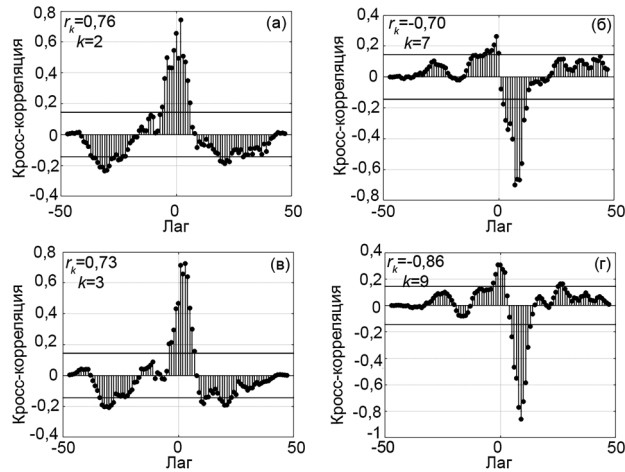 0,8
r_k=0,76
k=2
(а)
0,6
0,4
0,2
0
-0,2
-0,4
-50
0
50
Лаг
Кросс-корреляция
0,4
r_k=-0,70
k=7
(б)
0,2
0
-0,2
-0,4
-0,6
-0,8
-50
0
50
Лаг
Кросс-корреляция
0,8
r_k=0,73
k=3
(в)
0,6
0,4
0,2
0
-0,2
-0,4
-50
0
50
Лаг
Кросс-корреляция
0,4
r_k=-0,86
k=9
(г)
0,2
0
-0,2
-0,4
-0,6
-0,8
-1
-50
0
50
Лаг
Кросс-корреляция